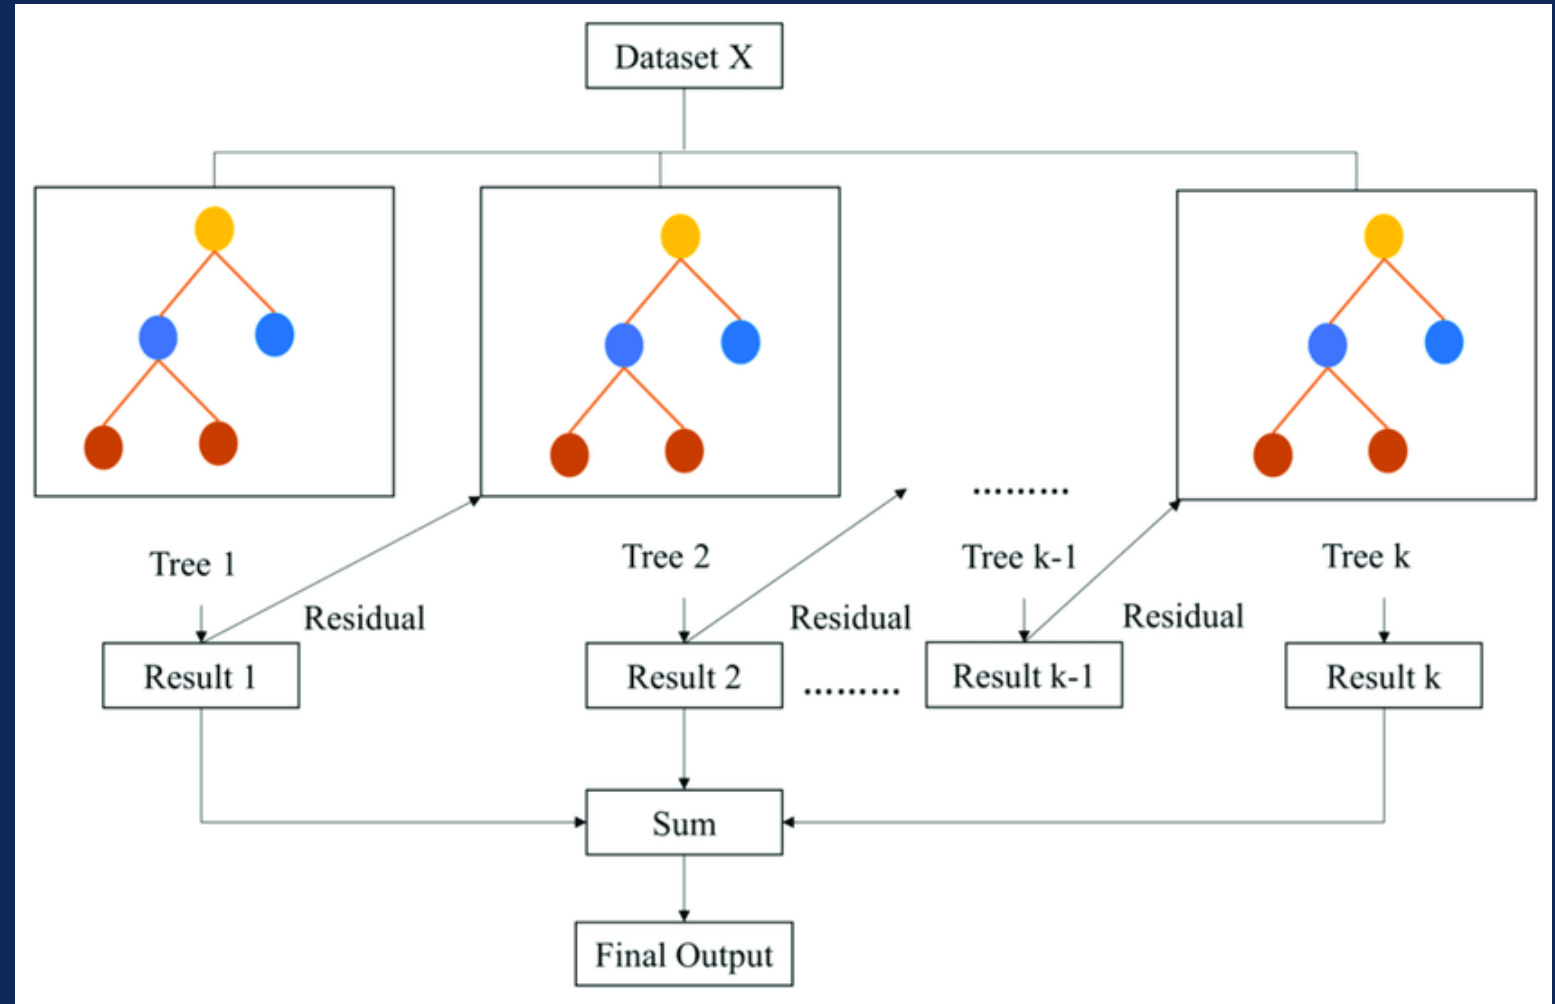 Dataset X
.........
Tree 1
Tree 2
Tree k-1
Tree k
Residual
Residual
Residual
Result 1
Result 2
.........
Result k-1
Result k
Sum
Final Output